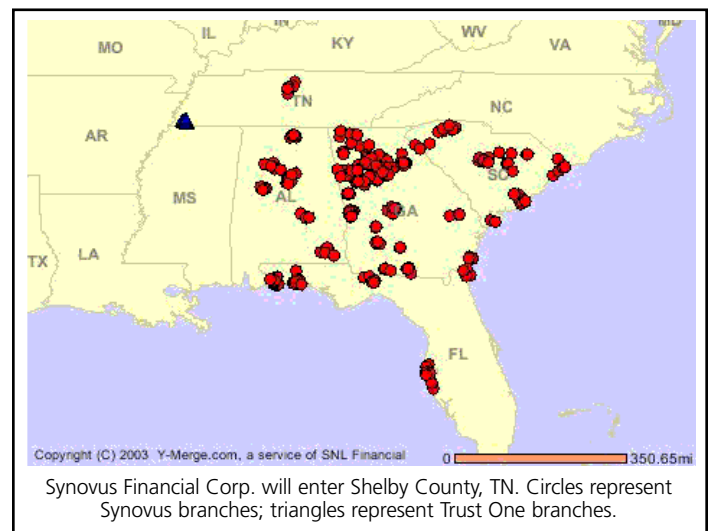 IL
IN
WV
MD
MO
KY
VA
TN
NC
AR
SC
MS
AL
GA
LA
TX
FL
Copyright (C) 2003 Y-Merge.com, a service of SNL Financial
0 350.65mi
Synovus Financial Corp. will enter Shelby County, TN. Circles represent
Synovus branches; triangles represent Trust One branches.